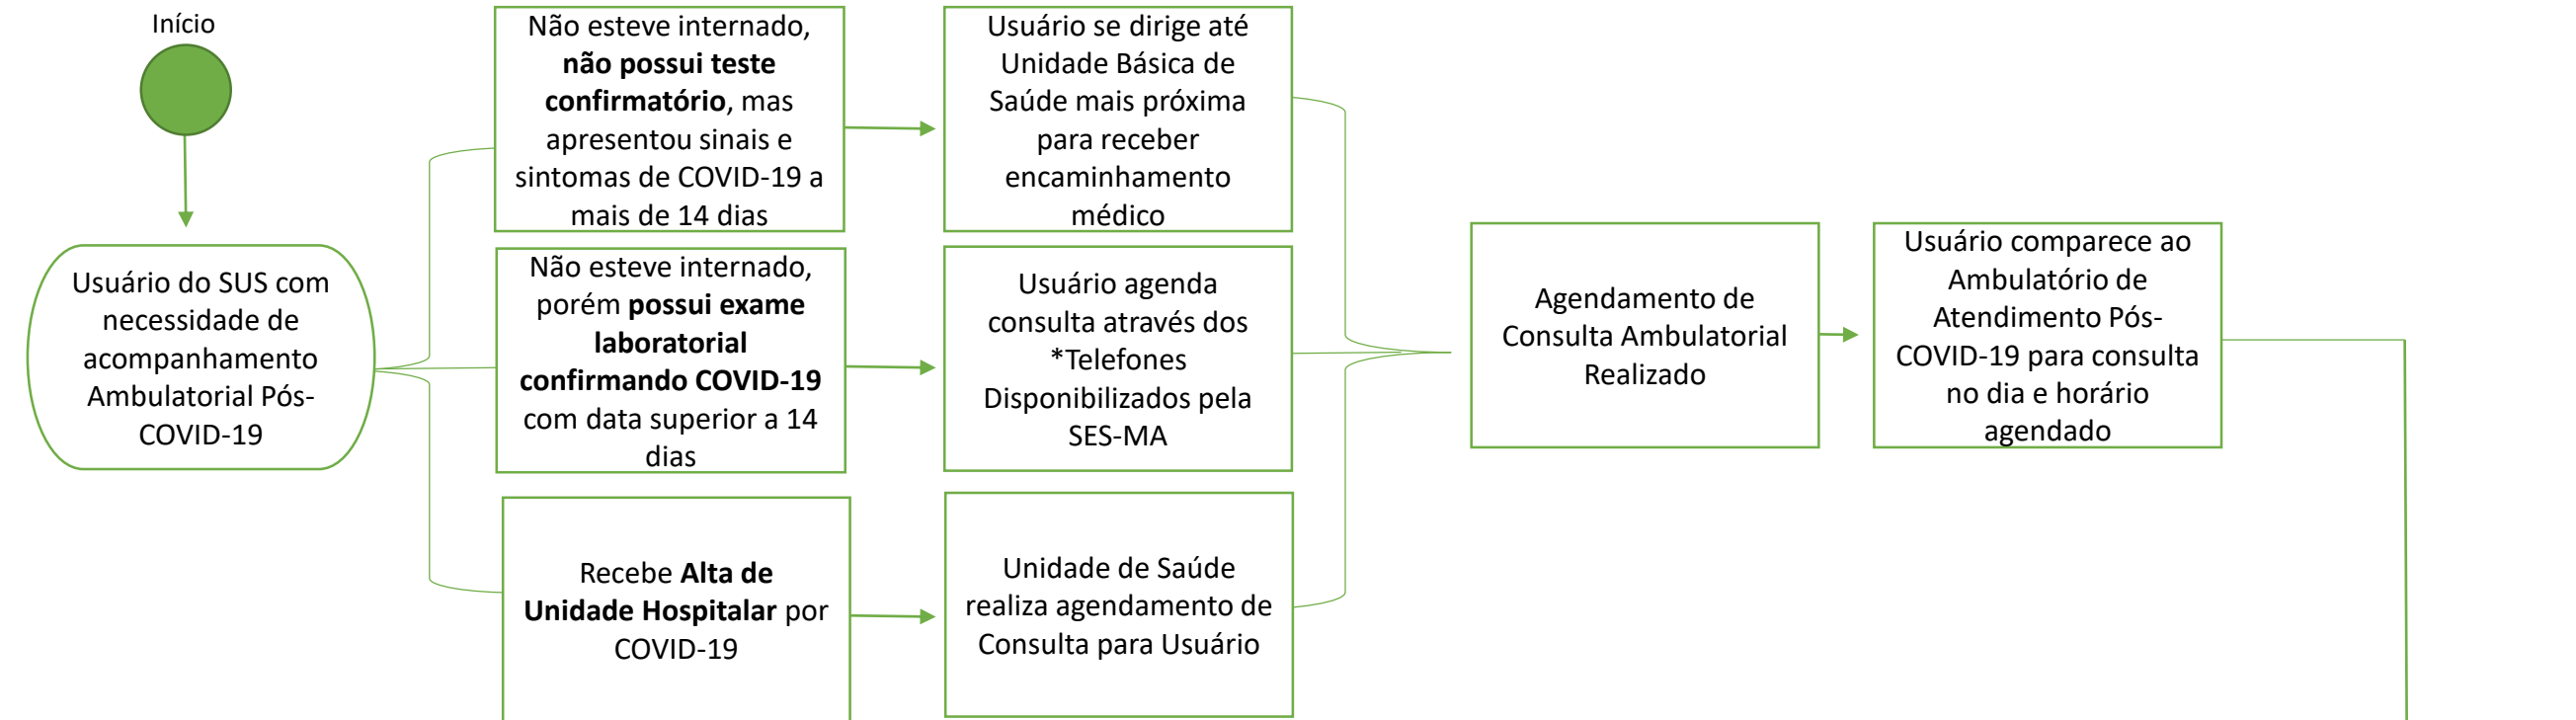 Início
Usuário do SUS com
necessidade de
acompanhamento
Ambulatorial Pós-
COVID-19
Não esteve internado,
não possui teste
confirmatório, mas
apresentou sinais e
sintomas de COVID-19 a
mais de 14 dias
Usuário se dirige até
Unidade Básica de
Saúde mais próxima
para receber
encaminhamento
médico
Não esteve internado,
porém possui exame
laboratorial
confirmando COVID-19
com data superior a 14
dias
Usuário agenda
consulta através dos
*Telefones
Disponibilizados pela
SES-MA
Recebe Alta de
Unidade Hospitalar por
COVID-19
Unidade de Saúde
realiza agendamento de
Consulta para Usuário
Agendamento de
Consulta Ambulatorial
Realizado
Usuário comparece ao
Ambulatório de
Atendimento Pós-
COVID-19 para consulta
no dia e horário
agendado